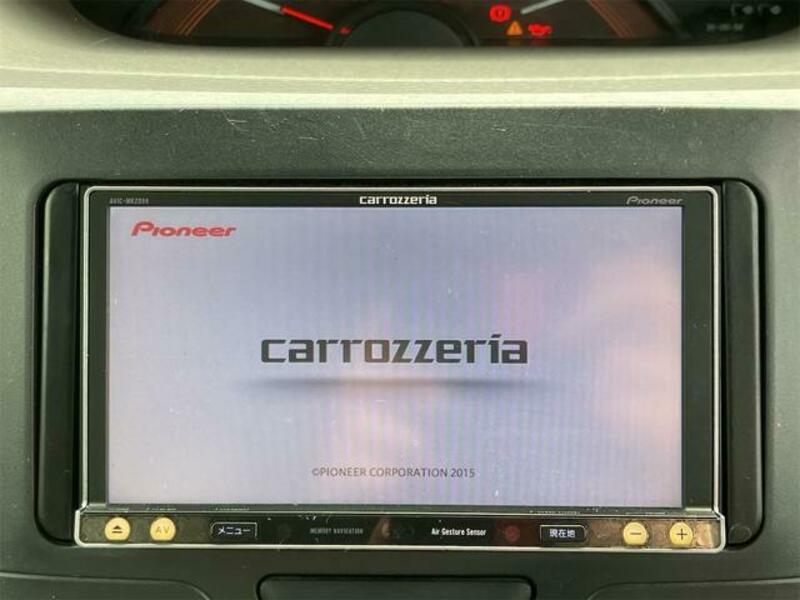 carrozzeria
Pioneer
Pioneer
carrozzeria
©PIONEER CORPORATION 2015
AV
メニュー
MEMORY NAVIGATION
Air Gesture Sensor
現在地
− +